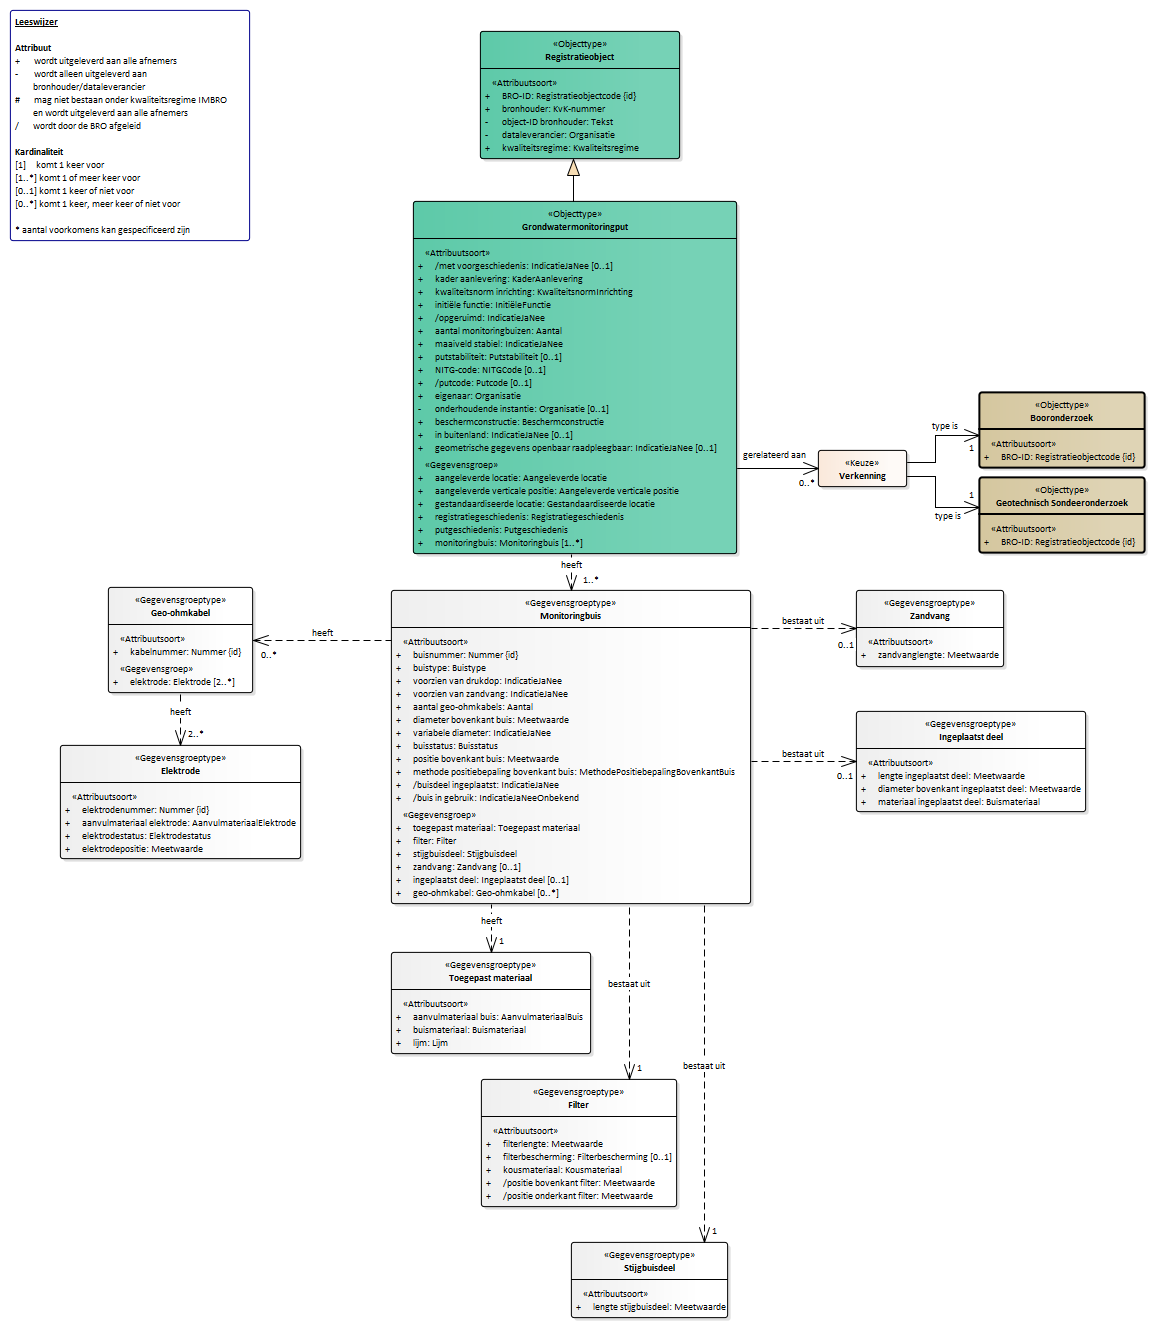 Leeswijzer
Attribuut
+ wordt uitgeleverd aan alle afnemers
- wordt alleen uitgeleverd aan
bronhouder/dataleverancier
# mag niet bestaan onder kwaliteitsregime IMBRO
en wordt uitgeleverd aan alle afnemers
/ wordt door de BRO afgeleid
Kardinaliteit
[1] komt 1 keer voor
[1..*] komt 1 of meer keer voor
[0..1] komt 1 keer of niet voor
[0..*] komt 1 keer, meer keer of niet voor
* aantal voorkomens kan gespecificeerd zijn
«Objecttype»
Registratieobject
«Attribuutsoort»
+ BRO-ID: Registratieobjectcode {id}
+ bronhouder: KvK-nummer
- object-ID bronhouder: Tekst
- dataleverancier: Organisatie
+ kwaliteitsregime: Kwaliteitsregime
«Objecttype»
Grondwatermonitoringput
«Attribuutsoort»
+ /met voorgeschiedenis: IndicatieJaNee [0..1]
+ kader aanlevering: KaderAanlevering
+ kwaliteitsnorm inrichting: KwaliteitsnormInrichting
+ initiële functie: InitiëleFunctie
+ /opgeruimd: IndicatieJaNee
+ aantal monitoringbuizen: Aantal
+ maaiveld stabiel: IndicatieJaNee
+ putstabiliteit: Putstabiliteit [0..1]
+ NITG-code: NITGCode [0..1]
+ /putcode: Putcode [0..1]
+ eigenaar: Organisatie
- onderhoudende instantie: Organisatie [0..1]
+ beschermconstructie: Beschermconstructie
+ in buitenland: IndicatieJaNee [0..1]
+ geometrische gegevens openbaar raadpleegbaar: IndicatieJaNee [0..1]
«Gegevensgroep»
+ aangeleverde locatie: Aangeleverde locatie
+ aangeleverde verticale positie: Aangeleverde verticale positie
+ gestandaardiseerde locatie: Gestandaardiseerde locatie
+ registratiegeschiedenis: Registratiegeschiedenis
+ putgeschiedenis: Putgeschiedenis
+ monitoringbuis: Monitoringbuis [1..*]
gerelateerd aan
0..*
«Keuze»
Verkenning
type is
1
«Objecttype»
Booronderzoek
«Attribuutsoort»
+ BRO-ID: Registratieobjectcode {id}
1
type is
«Objecttype»
Geotechnisch Sondeeronderzoek
«Attribuutsoort»
+ BRO-ID: Registratieobjectcode {id}
heeft
1..*
«Gegevensgroeptype»
Geo-ohmkabel
«Attribuutsoort»
+ kabelnummer: Nummer {id}
«Gegevensgroep»
+ elektrode: Elektrode [2..*]
heeft
0..*
heeft
2..*
«Gegevensgroeptype»
Elektrode
«Attribuutsoort»
+ elektrodenummer: Nummer {id}
+ aanvulmateriaal elektrode: AanvulmateriaalElektrode
+ elektrodestatus: Elektrodestatus
+ elektrodepositie: Meetwaarde
«Gegevensgroeptype»
Monitoringbuis
«Attribuutsoort»
+ buisnummer: Nummer {id}
+ buistype: Buistype
+ voorzien van drukdop: IndicatieJaNee
+ voorzien van zandvang: IndicatieJaNee
+ aantal geo-ohmkabels: Aantal
+ diameter bovenkant buis: Meetwaarde
+ variabele diameter: IndicatieJaNee
+ buisstatus: Buisstatus
+ positie bovenkant buis: Meetwaarde
+ methode positiebepaling bovenkant buis: MethodePositiebepalingBovenkantBuis
+ /buisdeel ingeplaatst: IndicatieJaNee
+ /buis in gebruik: IndicatieJaNeeOnbekend
«Gegevensgroep»
+ toegepast materiaal: Toegepast materiaal
+ filter: Filter
+ stijgbuisdeel: Stijgbuisdeel
+ zandvang: Zandvang [0..1]
+ ingeplaatst deel: Ingeplaatst deel [0..1]
+ geo-ohmkabel: Geo-ohmkabel [0..*]
bestaat uit
0..1
«Gegevensgroeptype»
Zandvang
«Attribuutsoort»
+ zandvanglengte: Meetwaarde
bestaat uit
0..1
«Gegevensgroeptype»
Ingeplaatst deel
«Attribuutsoort»
+ lengte ingeplaatst deel: Meetwaarde
+ diameter bovenkant ingeplaatst deel: Meetwaarde
+ materiaal ingeplaatst deel: Buismateriaal
heeft
1
«Gegevensgroeptype»
Toegepast materiaal
«Attribuutsoort»
+ aanvulmateriaal buis: AanvulmateriaalBuis
+ buismateriaal: Buismateriaal
+ lijm: Lijm
bestaat uit
1
«Gegevensgroeptype»
Filter
«Attribuutsoort»
+ filterlengte: Meetwaarde
+ filterbescherming: Filterbescherming [0..1]
+ kousmateriaal: Kousmateriaal
+ /positie bovenkant filter: Meetwaarde
+ /positie onderkant filter: Meetwaarde
bestaat uit
1
«Gegevensgroeptype»
Stijgbuisdeel
«Attribuutsoort»
+ lengte stijgbuisdeel: Meetwaarde